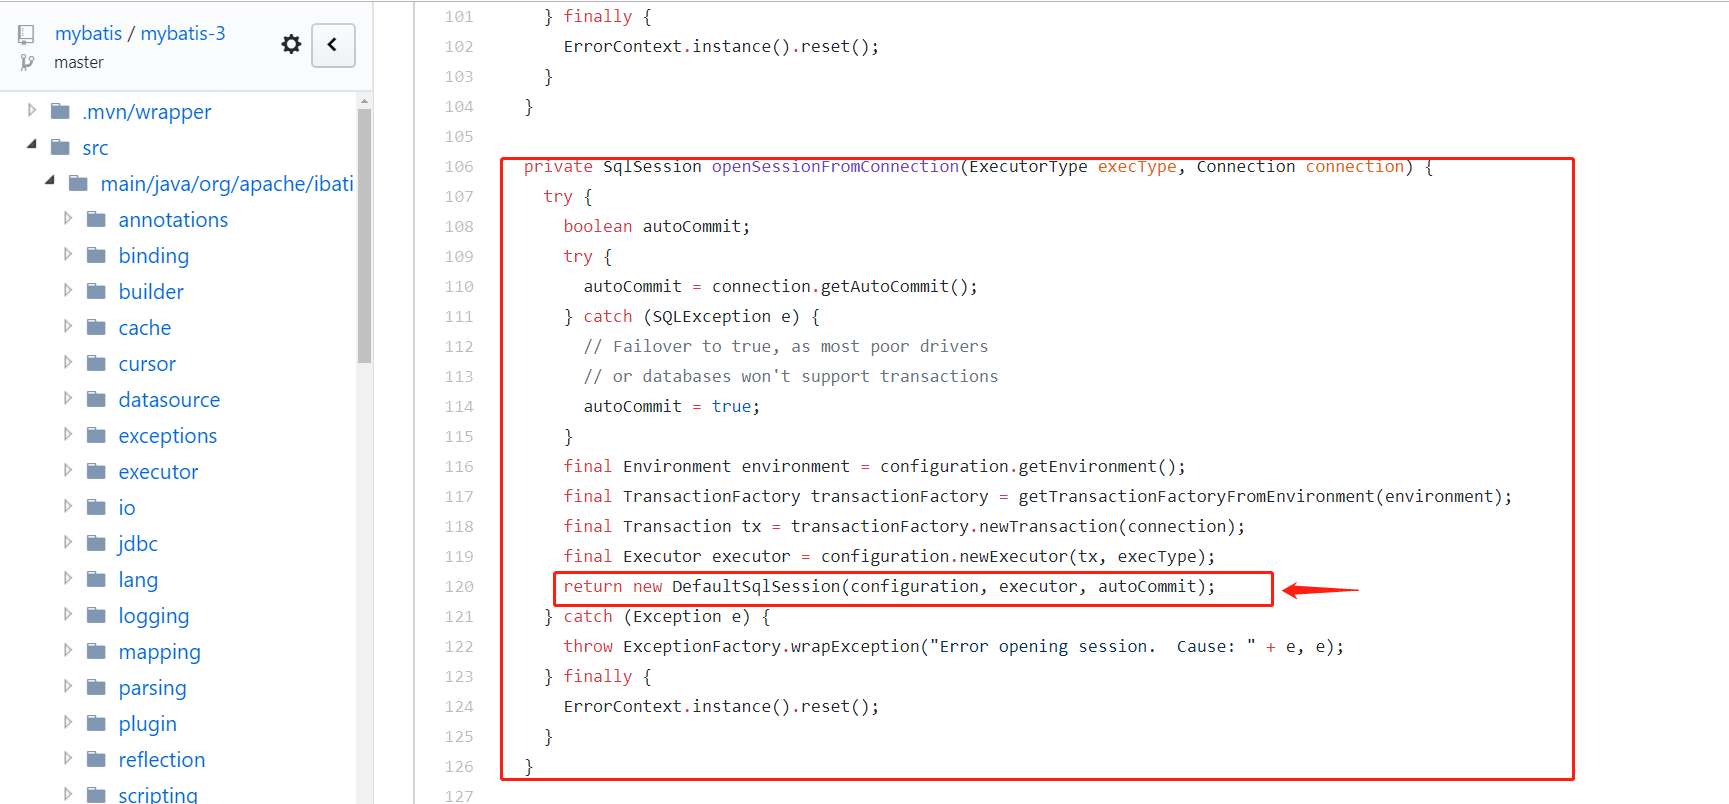 mybatis / mybatis-3
master
.mvn/wrapper
src
main/java/org/apache/ibati
annotations
binding
builder
cache
cursor
datasource
exceptions
executor
io
jdbc
lang
logging
mapping
parsing
plugin
reflection
scripting
101 } finally {
102 ErrorContext.instance().reset();
103 }
104 }
105
106 private SqlSession openSessionFromConnection(ExecutorType execType, Connection connection) {
107 try {
108 boolean autoCommit;
109 try {
110 autoCommit = connection.getAutoCommit();
111 } catch (SQLException e) {
112 // Failover to true, as most poor drivers
113 // or databases won't support transactions
114 autoCommit = true;
115 }
116 final Environment environment = configuration.getEnvironment();
117 final TransactionFactory transactionFactory = getTransactionFactoryFromEnvironment(environment);
118 final Transaction tx = transactionFactory.newTransaction(connection);
119 final Executor executor = configuration.newExecutor(tx, execType);
120 return new DefaultSqlSession(configuration, executor, autoCommit);
121 } catch (Exception e) {
122 throw ExceptionFactory.wrapException("Error opening session.  Cause: " + e, e);
123 } finally {
124 ErrorContext.instance().reset();
125 }
126 }
127